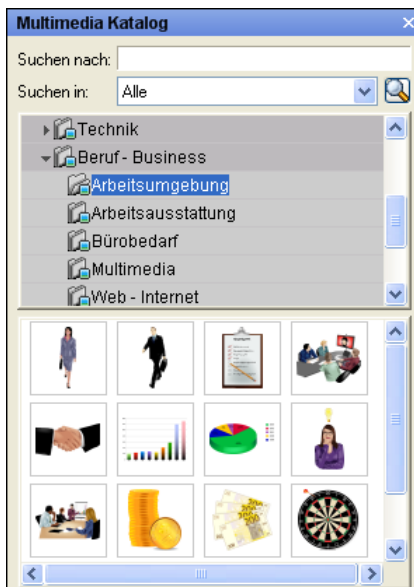 Multimedia Katalog
Suchen nach:
Suchen in: Alle
Technik
Beruf - Business
Arbeitsumgebung
Arbeitsausstattung
Bürobedarf
Multimedia
Web - Internet